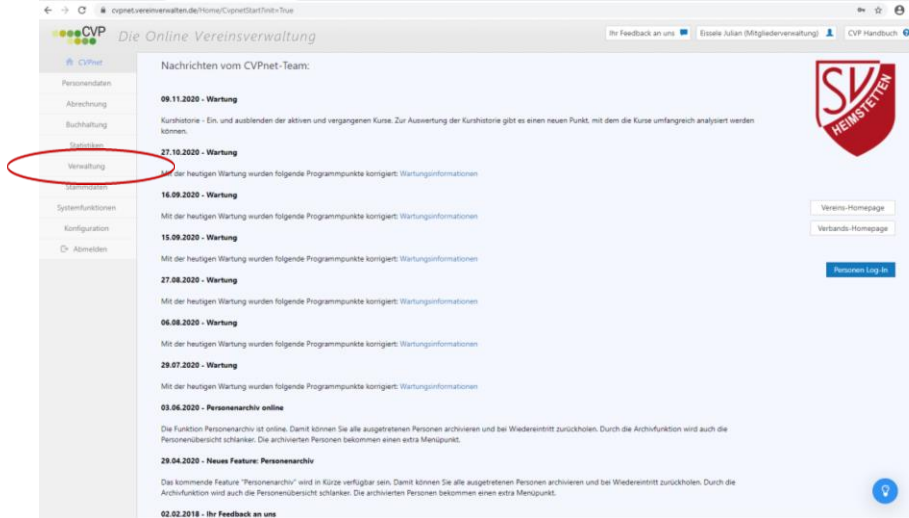 cvpnet.vereinverwalten.de/Home/CvpnetStart?init=True
CVP Die Online Vereinsverwaltung
Ihr Feedback an uns
Eissele Julian (Mitgliederverwaltung)
CVP Handbuch
CVPnet
Personendaten
Abrechnung
Buchhaltung
Statistiken
Verwaltung
Stammdaten
Systemfunktionen
Konfiguration
Abmelden
Nachrichten vom CVPnet-Team:
09.11.2020 - Wartung
Kurshistorie - Ein. und ausblenden der aktiven und vergangenen Kurse. Zur Auswertung der Kurshistorie gibt es einen neuen Punkt, mit dem die Kurse umfangreich analysiert werden
können.
27.10.2020 - Wartung
Mit der heutigen Wartung wurden folgende Programmpunkte korrigiert: Wartungsinformationen
16.09.2020 - Wartung
Mit der heutigen Wartung wurden folgende Programmpunkte korrigiert: Wartungsinformationen
15.09.2020 - Wartung
Mit der heutigen Wartung wurden folgende Programmpunkte korrigiert: Wartungsinformationen
27.08.2020 - Wartung
Mit der heutigen Wartung wurden folgende Programmpunkte korrigiert: Wartungsinformationen
06.08.2020 - Wartung
Mit der heutigen Wartung wurden folgende Programmpunkte korrigiert: Wartungsinformationen
29.07.2020 - Wartung
Mit der heutigen Wartung wurden folgende Programmpunkte korrigiert: Wartungsinformationen
03.06.2020 - Personenarchiv online
Die Funktion Personenarchiv ist online. Damit können Sie alle ausgetretenen Personen archivieren und bei Wiedereintritt zurückholen. Durch die Archivfunktion wird auch die
Personenübersicht schlanker. Die archivierten Personen bekommen einen extra Menüpunkt.
29.04.2020 - Neues Feature: Personenarchiv
Das kommende Feature "Personenarchiv" wird in Kürze verfügbar sein. Damit können Sie alle ausgetretenen Personen archivieren und bei Wiedereintritt zurückholen. Durch die
Archivfunktion wird auch die Personenübersicht schlanker. Die archivierten Personen bekommen einen extra Menüpunkt.
02.02.2018 - Ihr Feedback an uns
SV
HEIMSTETTEN
Vereins-Homepage
Verbands-Homepage
Personen Log-In